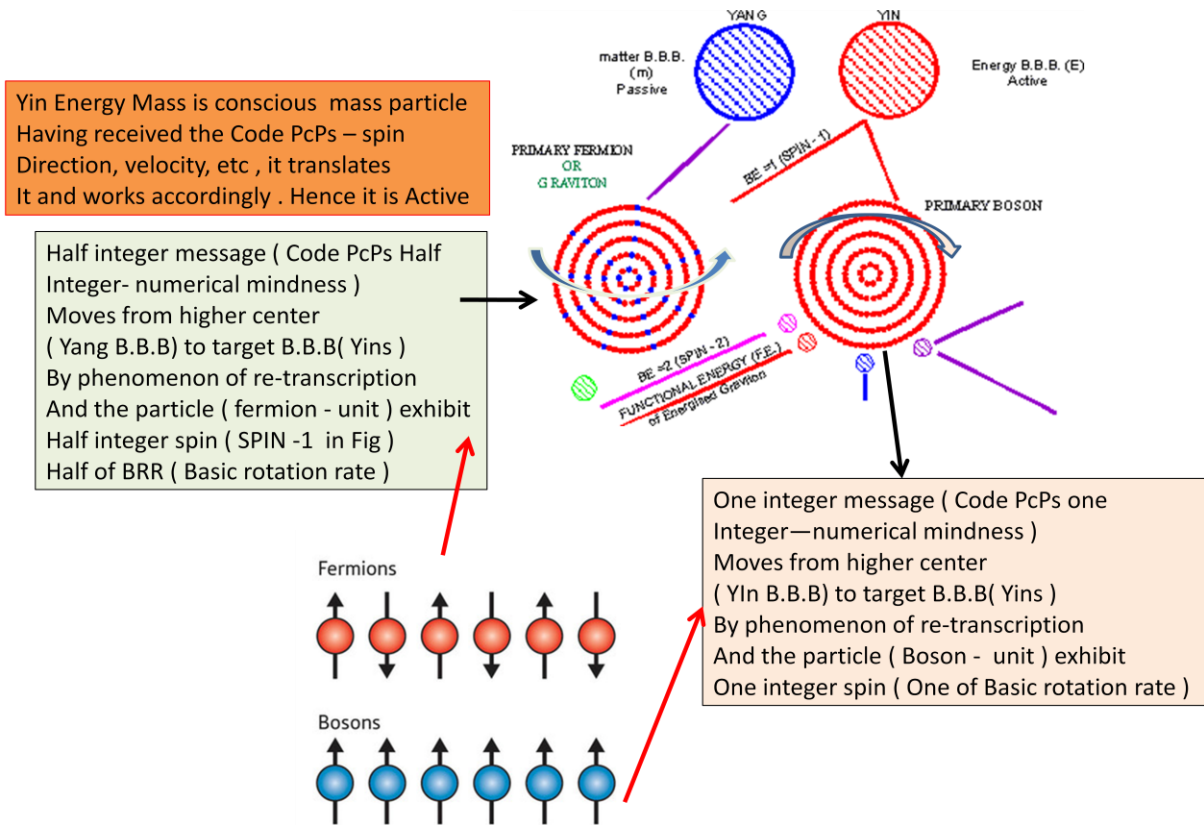 YANG
YIN
matter B.B.B.
(m)
Passive
Energy B.B.B. (E)
Active
Yin Energy Mass is conscious mass particle
Having received the Code PcPs – spin
Direction, velocity, etc , it translates
It and works accordingly . Hence it is Active
PRIMARY FERMION
OR
GRAVITON
BE =1 (SPIN - 1)
PRIMARY BOSON
Half integer message ( Code PcPs Half
Integer- numerical mindness )
Moves from higher center
( Yang B.B.B) to target B.B.B( Yins )
By phenomenon of re-transcription
And the particle ( fermion - unit ) exhibit
Half integer spin ( SPIN -1 in Fig )
Half of BRR ( Basic rotation rate )
BE =2 (SPIN - 2)
FUNCTIONAL ENERGY (F.E.)
of Energised Graviton
One integer message ( Code PcPs one
Integer—numerical mindness )
Moves from higher center
( YIn B.B.B) to target B.B.B( Yins )
By phenomenon of re-transcription
And the particle ( Boson - unit ) exhibit
One integer spin ( One of Basic rotation rate )
Fermions
Bosons